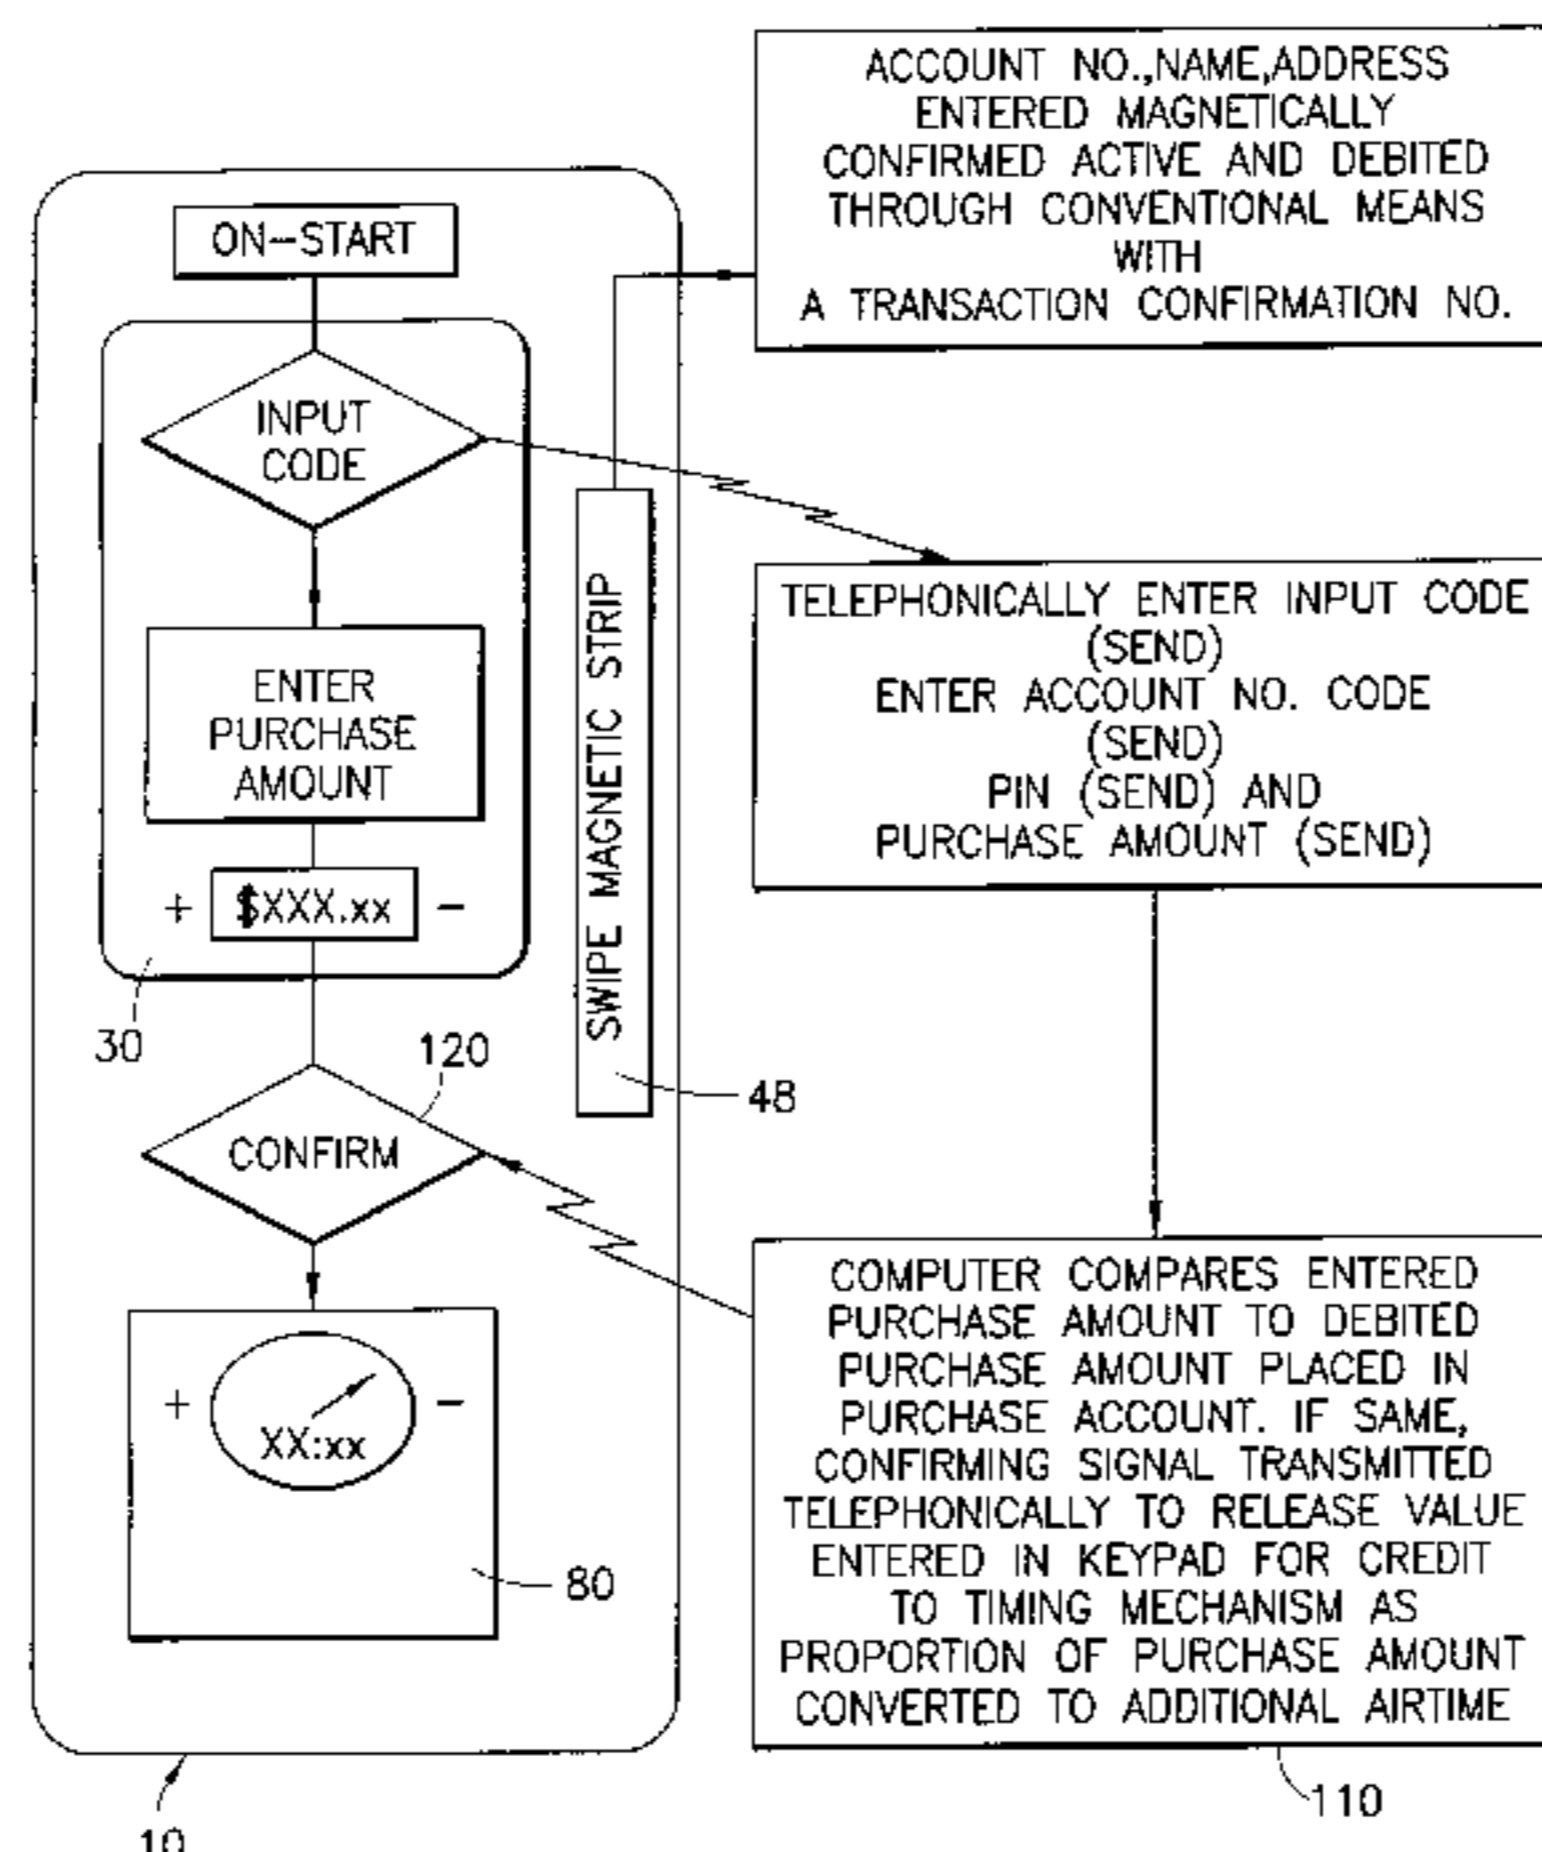 ACCOUNT NO.,NAME,ADDRESS
ENTERED MAGNETICALLY
CONFIRMED ACTIVE AND DEBITED
THROUGH CONVENTIONAL MEANS
WITH
A TRANSACTION CONFIRMATION NO.
ON-START
INPUT
CODE
ENTER
PURCHASE
AMOUNT
+ $XXX.xx -
30
SWIPE MAGNETIC STRIP
48
TELEPHONICALLY ENTER INPUT CODE
(SEND)
ENTER ACCOUNT NO. CODE
(SEND)
PIN (SEND) AND
PURCHASE AMOUNT (SEND)
120
CONFIRM
+ XX:xx -
80
COMPUTER COMPARES ENTERED
PURCHASE AMOUNT TO DEBITED
PURCHASE AMOUNT PLACED IN
PURCHASE ACCOUNT. IF SAME,
CONFIRMING SIGNAL TRANSMITTED
TELEPHONICALLY TO RELEASE VALUE
ENTERED IN KEYPAD FOR CREDIT
TO TIMING MECHANISM AS
PROPORTION OF PURCHASE AMOUNT
CONVERTED TO ADDITIONAL AIRTIME
110
10